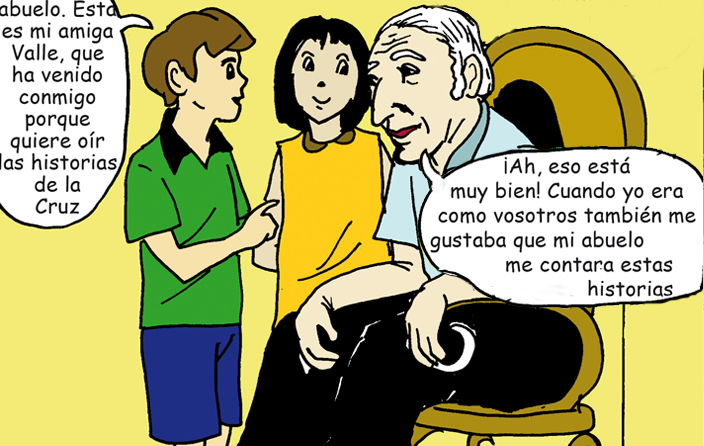 abuelo. Esta
es mi amiga
Valle, que
ha venido
conmigo
porque
quiere oír
las historias
de la
Cruz
¡Ah, eso está
muy bien! Cuando yo era
como vosotros también me
gustaba que mi abuelo
me contara estas
historias